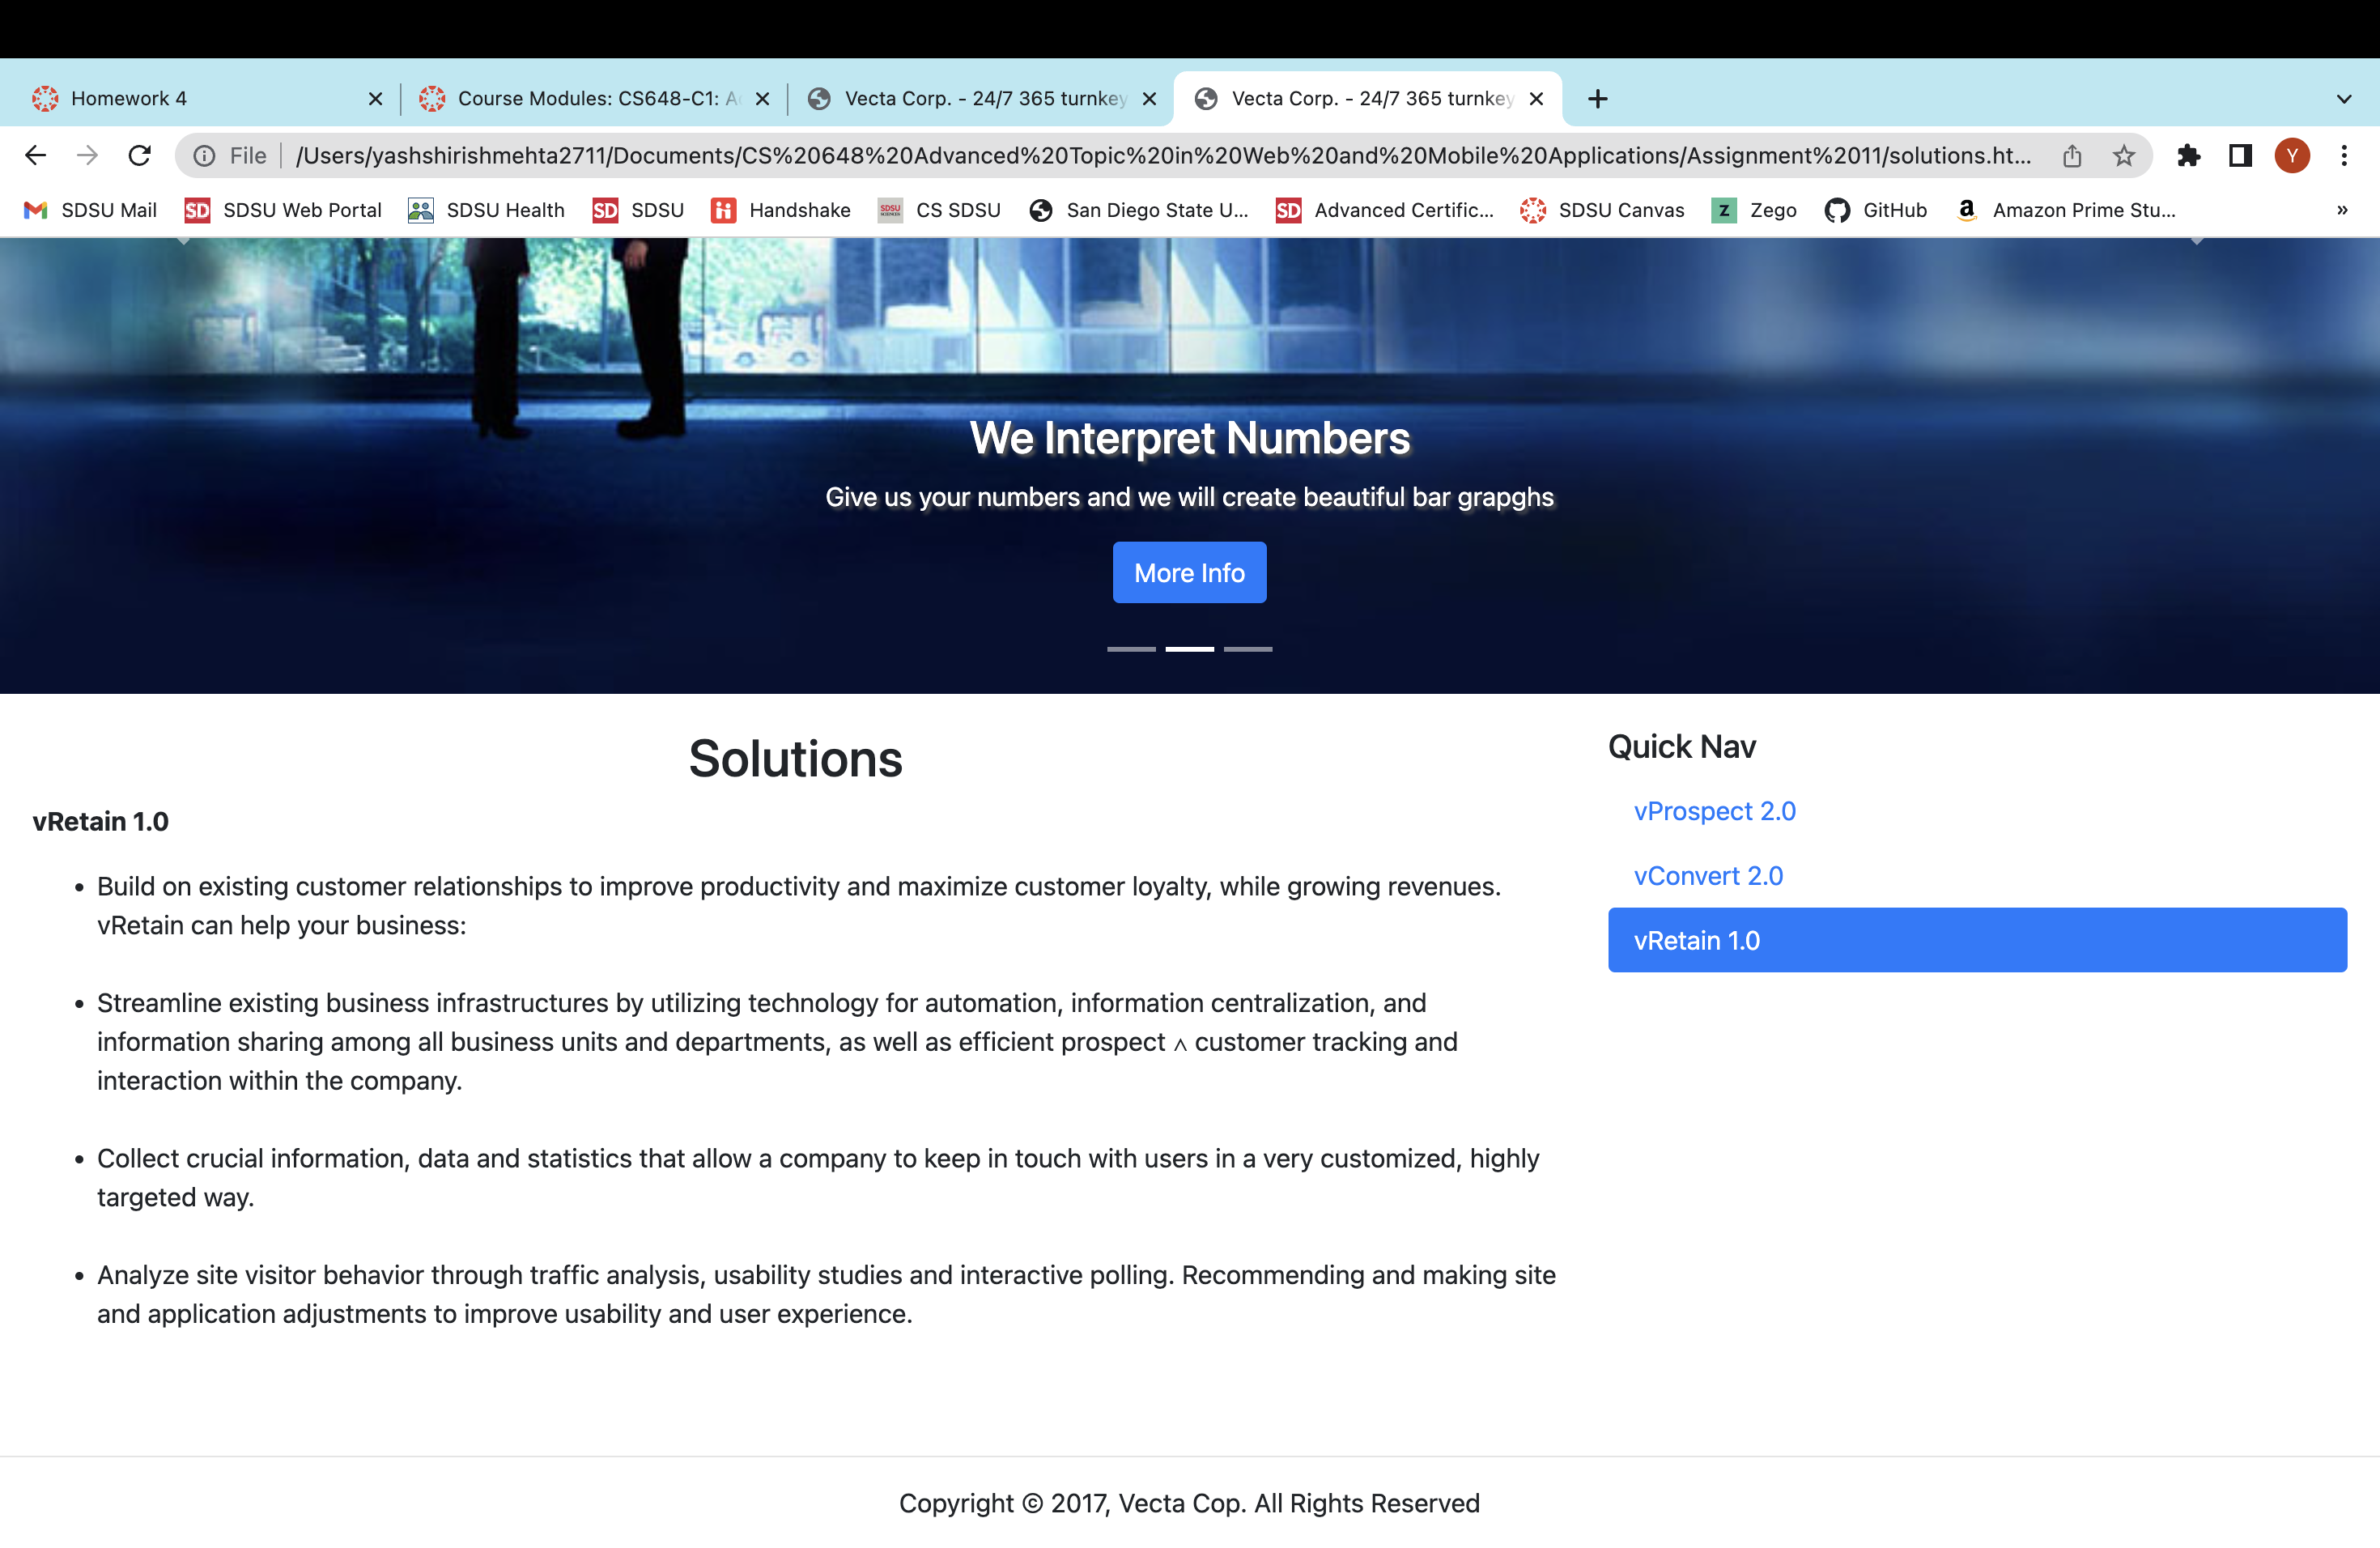 Homework 4
Course Modules: CS648-C1: A
Vecta Corp. - 24/7 365 turnkey
Vecta Corp. - 24/7 365 turnkey
File
/Users/yashshirishmehta2711/Documents/CS%20648%20Advanced%20Topic%20in%20Web%20and%20Mobile%20Applications/Assignment%2011/solutions.ht...
Y
SDSU Mail
SD SDSU Web Portal
SDSU Health
SD SDSU
Handshake
CS SDSU
San Diego State U...
SD Advanced Certific...
SDSU Canvas
Z Zego
GitHub
a Amazon Prime Stu...
»
We Interpret Numbers
Give us your numbers and we will create beautiful bar grapghs
More Info
Solutions
vRetain 1.0
• Build on existing customer relationships to improve productivity and maximize customer loyalty, while growing revenues.
vRetain can help your business:
• Streamline existing business infrastructures by utilizing technology for automation, information centralization, and
information sharing among all business units and departments, as well as efficient prospect ∧ customer tracking and
interaction within the company.
• Collect crucial information, data and statistics that allow a company to keep in touch with users in a very customized, highly
targeted way.
• Analyze site visitor behavior through traffic analysis, usability studies and interactive polling. Recommending and making site
and application adjustments to improve usability and user experience.
Quick Nav
vProspect 2.0
vConvert 2.0
vRetain 1.0
Copyright © 2017, Vecta Cop. All Rights Reserved